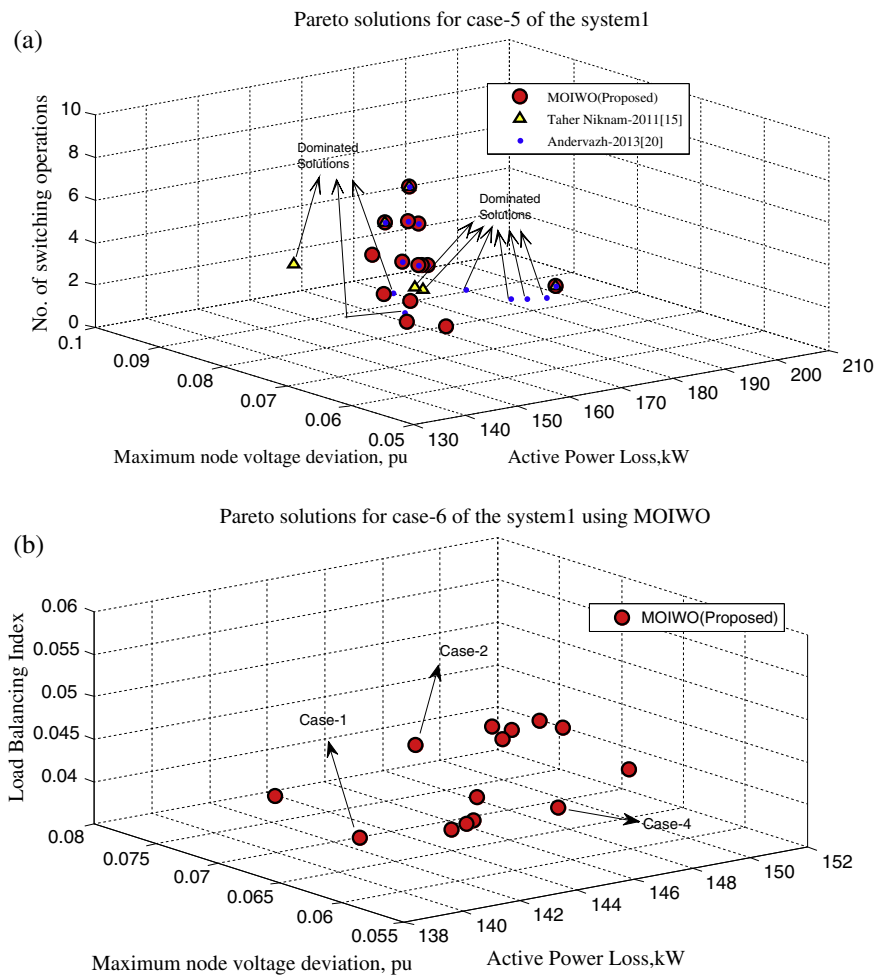 Pareto solutions for case-5 of the system1
(a)
10
8
6
4
2
0
No. of switching operations
MOIWO(Proposed)
Taher Niknam-2011[15]
Andervazh-2013[20]
Dominated
Solutions
Dominated
Solutions
0.1
0.09
0.08
0.07
0.06
0.05
130
140
150
160
170
180
190
200
210
Maximum node voltage deviation, pu
Active Power Loss,kW
Pareto solutions for case-6 of the system1 using MOIWO
(b)
0.06
0.055
0.05
0.045
0.04
Load Balancing Index
MOIWO(Proposed)
Case-2
Case-1
Case-4
0.08
0.075
0.07
0.065
0.06
0.055
138
140
142
144
146
148
150
152
Maximum node voltage deviation, pu
Active Power Loss,kW